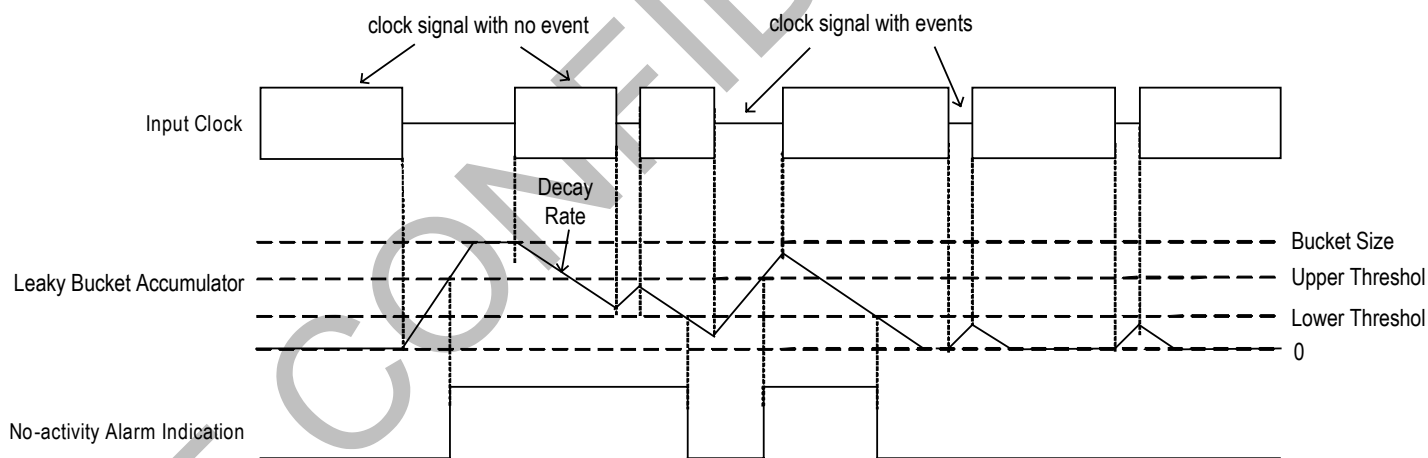 clock signal with no event
clock signal with events
Input Clock
Decay
Rate
Bucket Size
Leaky Bucket Accumulator
Upper Threshol
Lower Threshol
0
No-activity Alarm Indication
CONFID